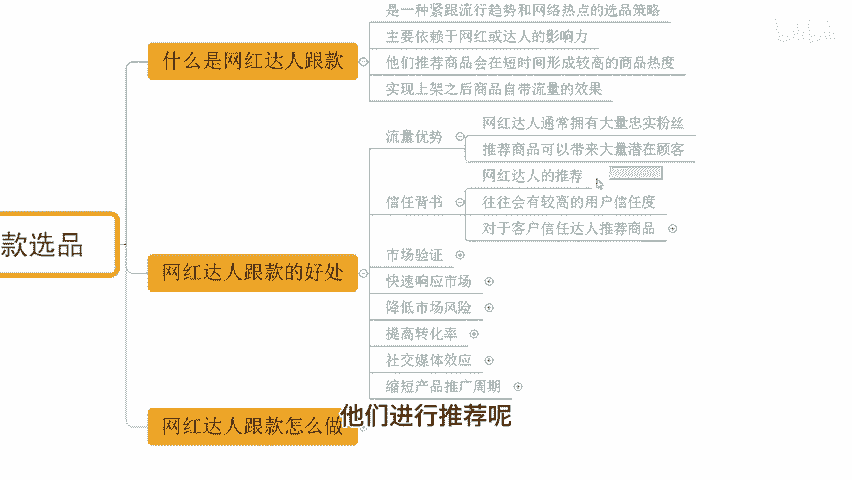 什么是网红达人跟款
是一种紧跟流行趋势和网络热点的选品策略
主要依赖于网红或达人的影响力
他们推荐商品会在短时间形成较高的商品热度
实现上架之后商品自带流量的效果
款选品
网红达人跟款的好处
流量优势
网红达人通常拥有大量忠实粉丝
推荐商品可以带来大量潜在顾客
信任背书
网红达人的推荐
往往会有较高的用户信任度
对于客户信任达人推荐商品
市场验证
快速响应市场
降低市场风险
提高转化率
社交媒体效应
缩短产品推广周期
网红达人跟款怎么做
他们进行推荐呢